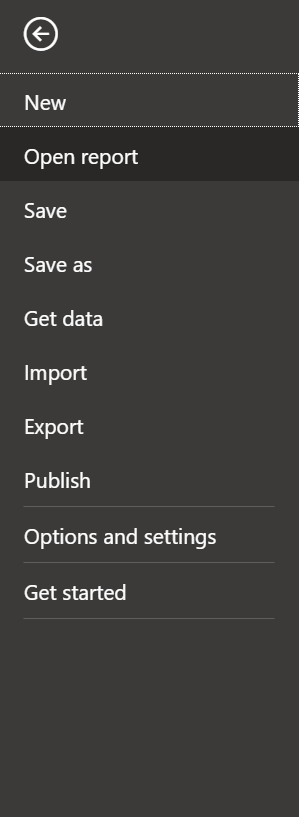 New
Open report
Save
Save as
Get data
Import
Export
Publish
Options and settings
Get started